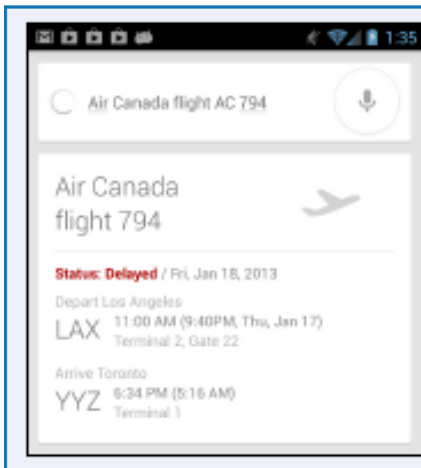 1:35
Air Canada flight AC 794
Air Canada
flight 794
Status: Delayed / Fri, Jan 18, 2013
Depart Los Angeles
LAX 11:00 AM (9:40PM, Thu, Jan 17)
Terminal 2, Gate 22
Arrive Toronto
YYZ 6:34 PM (5:16 AM)
Terminal 1